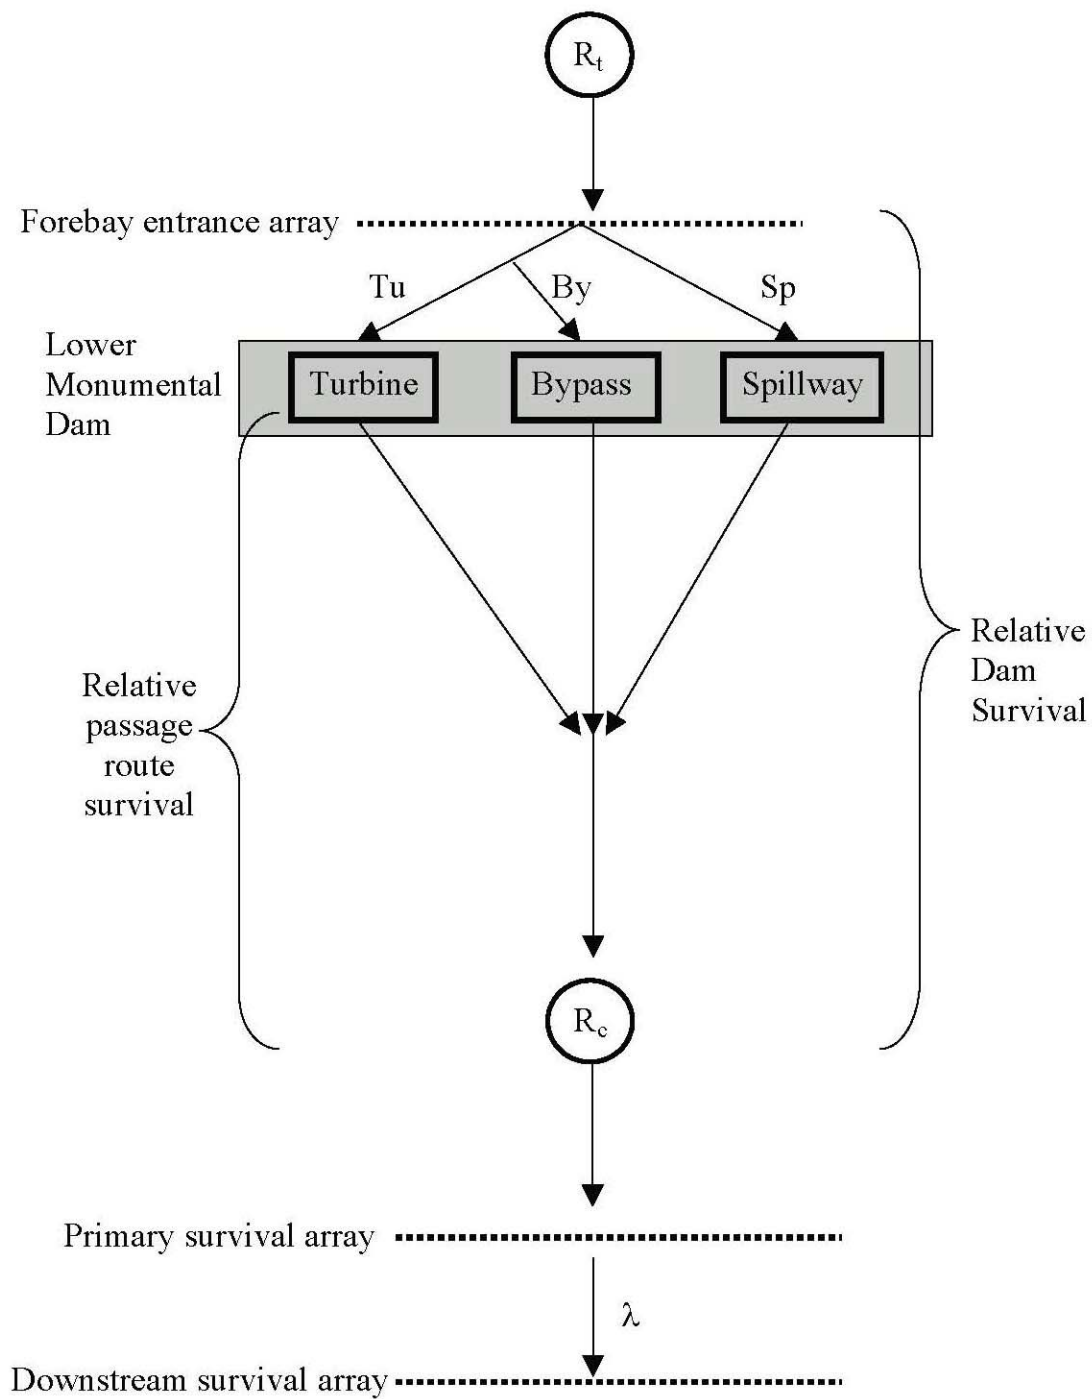 Rt
Forebay entrance array
Tu
By
Sp
Lower
Monumental
Dam
Turbine
Bypass
Spillway
Relative
Dam
Survival
Relative
passage
route
survival
Rc
Primary survival array
λ
Downstream survival array